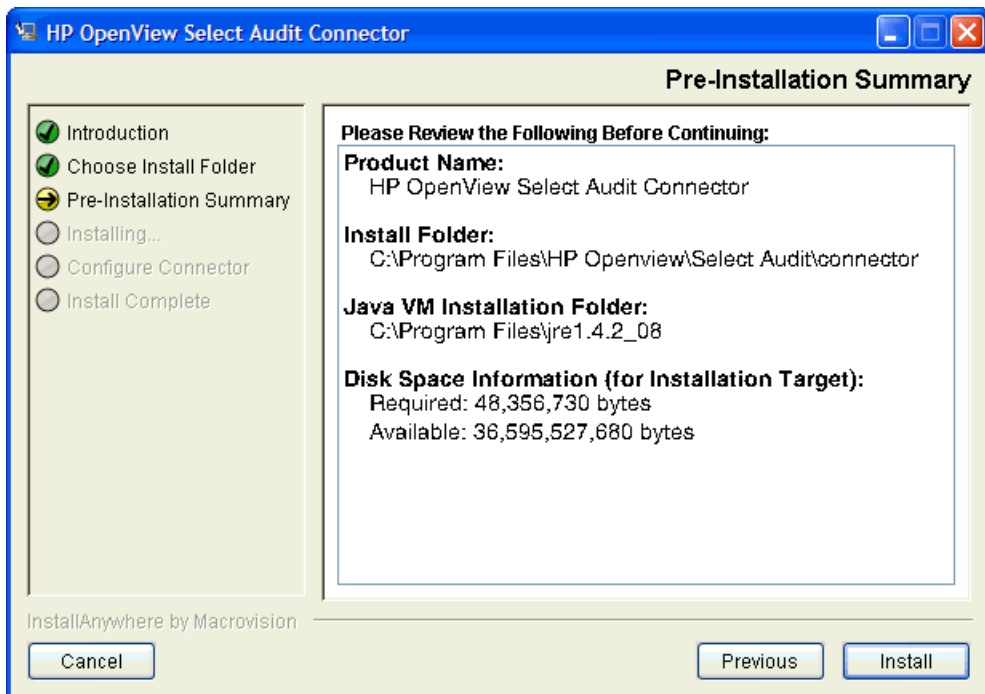 HP OpenView Select Audit Connector
Pre-Installation Summary
Introduction
Choose Install Folder
Pre-Installation Summary
Installing...
Configure Connector
Install Complete
Please Review the Following Before Continuing:
Product Name:
HP OpenView Select Audit Connector
Install Folder:
C:\Program Files\HP Openview\Select Audit\connector
Java VM Installation Folder:
C:\Program Files\jre1.4.2_08
Disk Space Information (for Installation Target):
Required: 48,356,730 bytes
Available: 36,595,527,680 bytes
InstallAnywhere by Macrovision
Cancel
Previous
Install